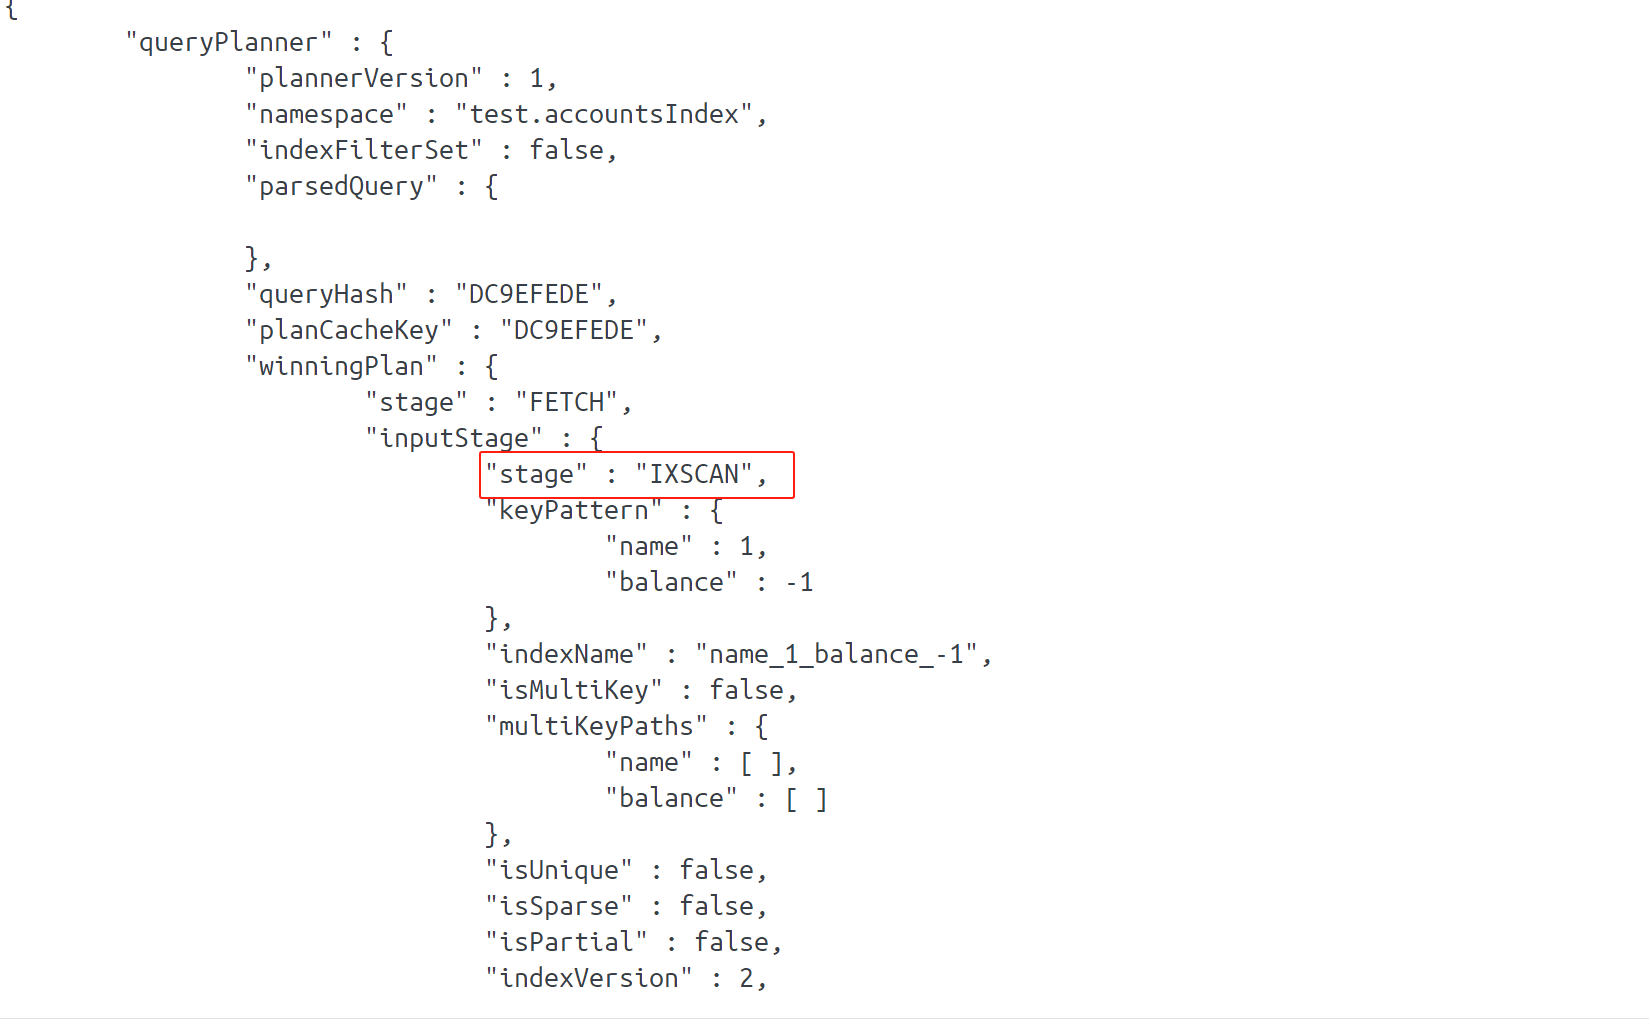 {
"queryPlanner" : {
"plannerVersion" : 1,
"namespace" : "test.accountsIndex",
"indexFilterSet" : false,
"parsedQuery" : {
},
"queryHash" : "DC9EFEDE",
"planCacheKey" : "DC9EFEDE",
"winningPlan" : {
"stage" : "FETCH",
"inputStage" : {
"stage" : "IXSCAN",
"keyPattern" : {
"name" : 1,
"balance" : -1
},
"indexName" : "name_1_balance_-1",
"isMultiKey" : false,
"multiKeyPaths" : {
"name" : [ ],
"balance" : [ ]
},
"isUnique" : false,
"isSparse" : false,
"isPartial" : false,
"indexVersion" : 2,